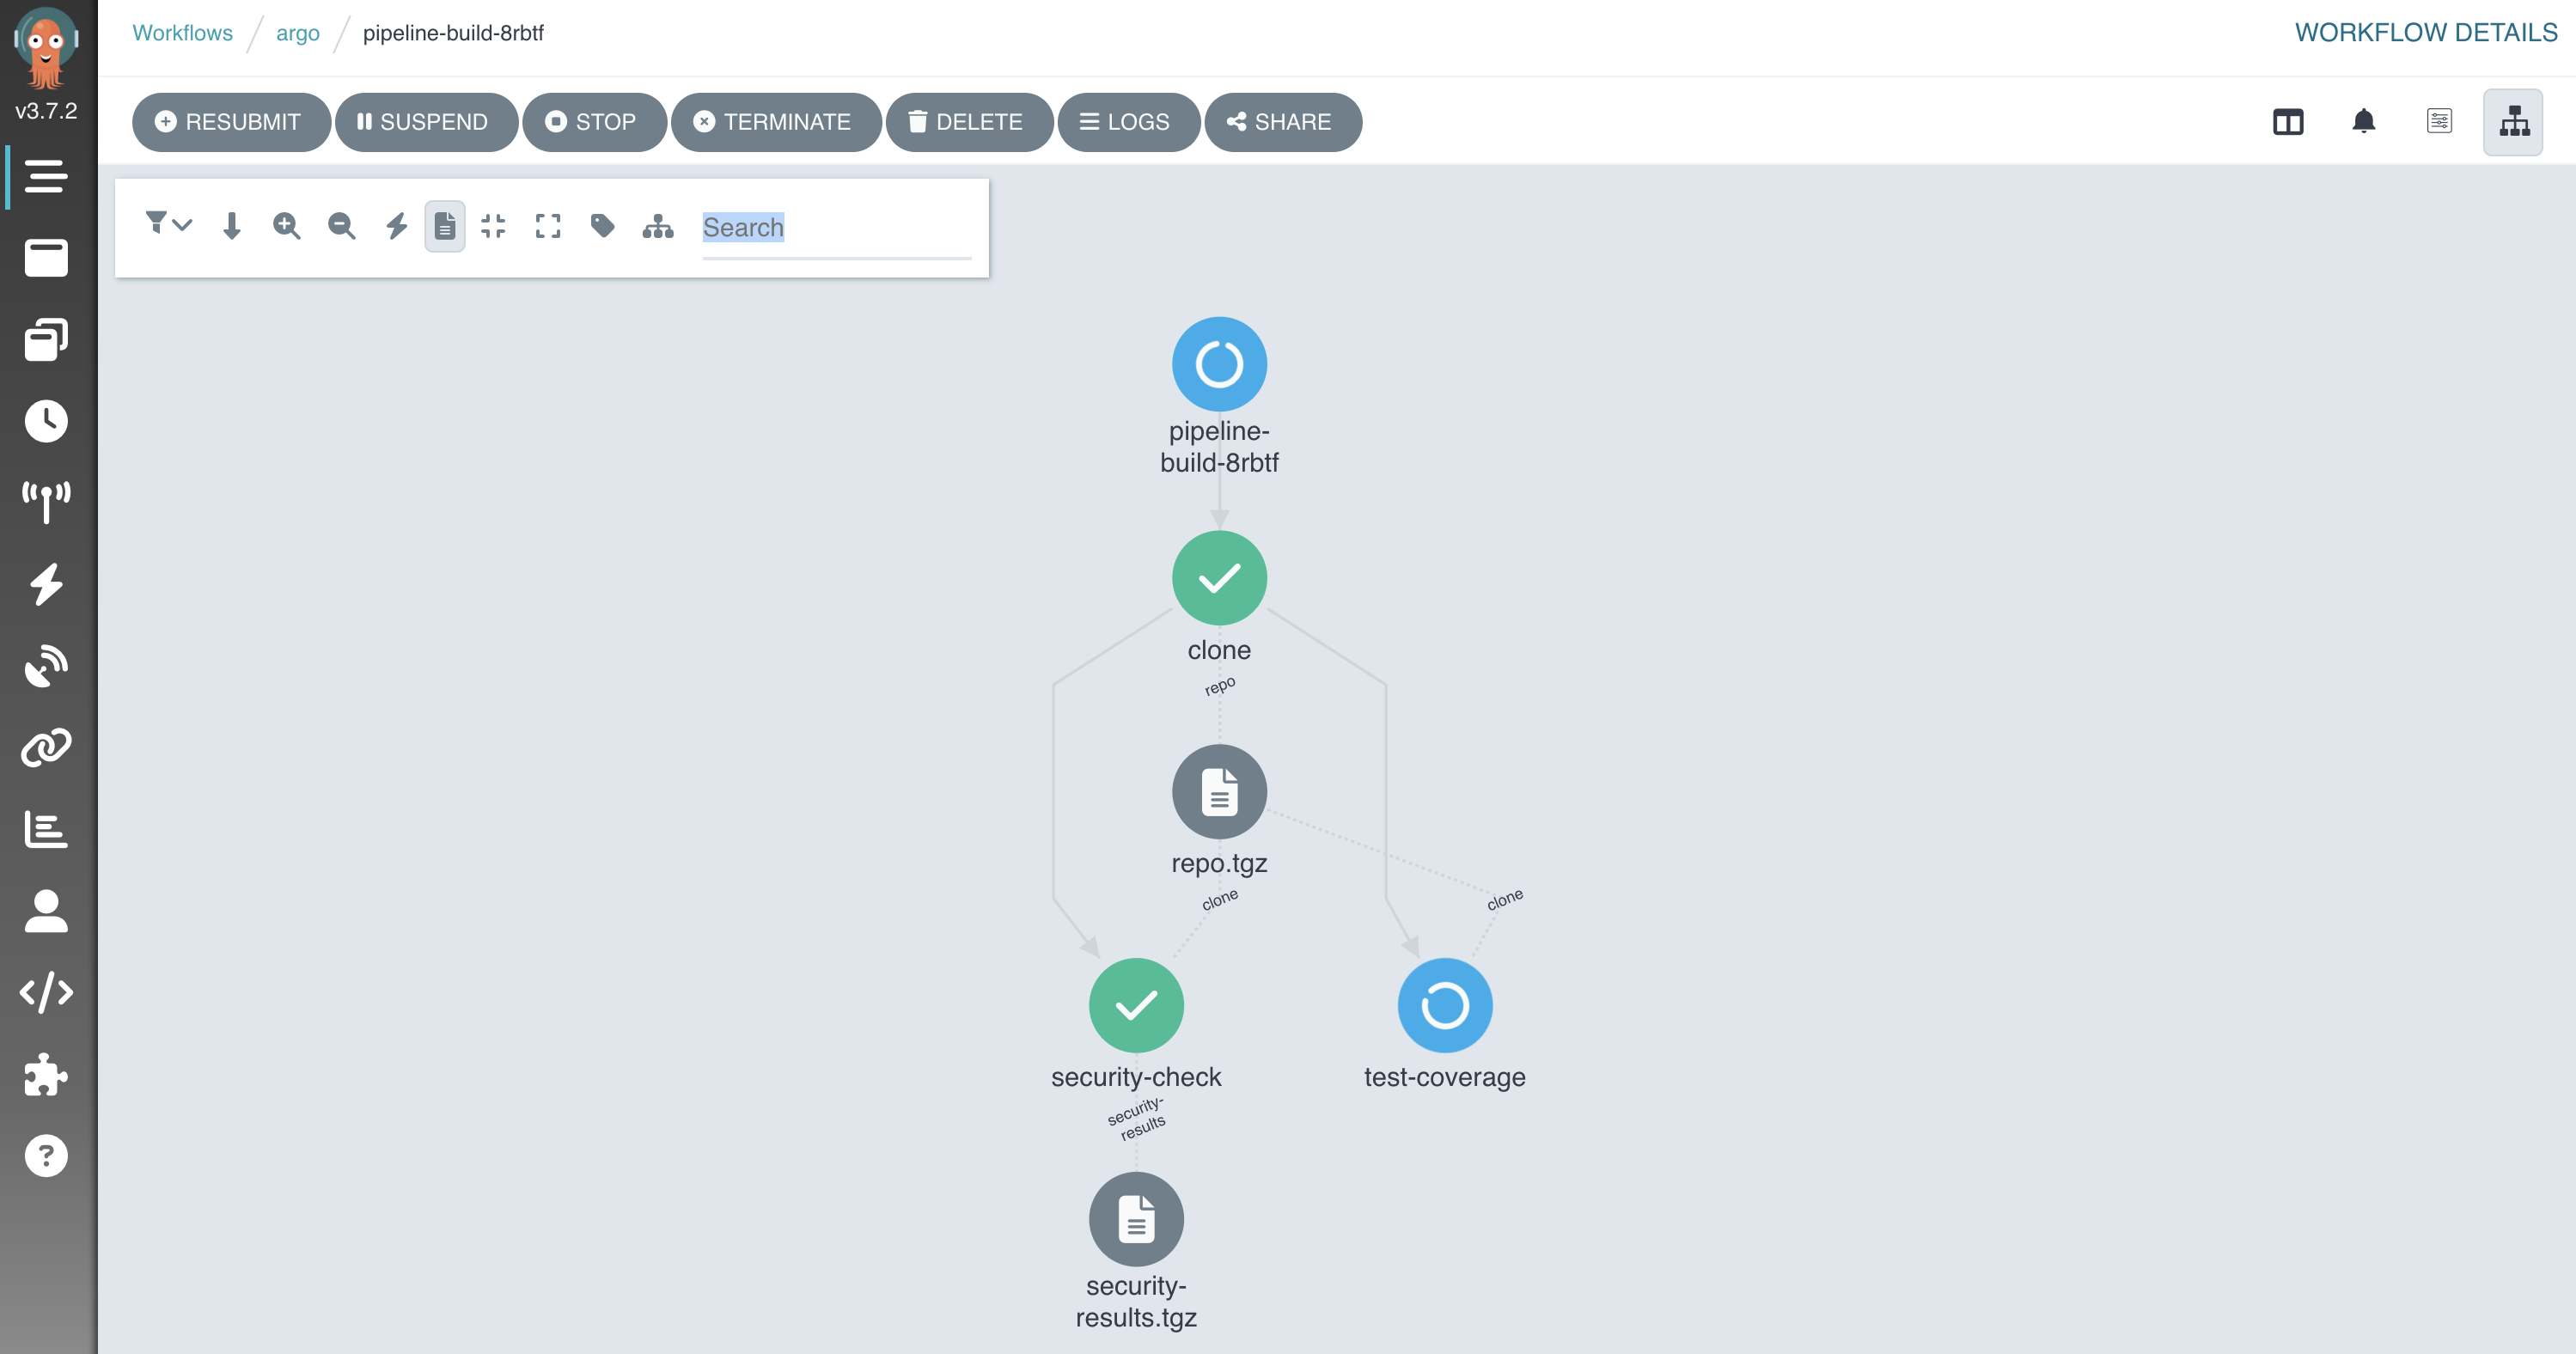 Workflows / argo / pipeline-build-8rbtf
WORKFLOW DETAILS
v3.7.2
RESUBMIT
SUSPEND
STOP
TERMINATE
DELETE
LOGS
SHARE
Search
pipeline-
build-8rbtf
clone
repo
repo.tgz
clone
clone
security-check
test-coverage
security-
results
security-
results.tgz